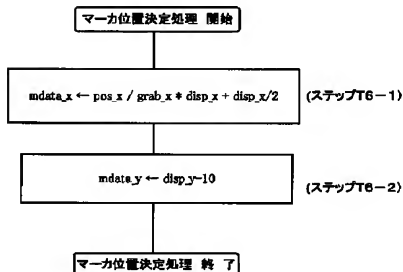 マーカ位置決定処理 開始
mdata_x ← pos_x / grab_x * disp_x + disp_x/2
(ステップT6-1)
mdata_y ← disp_y-10
(ステップT6-2)
マーカ位置決定処理 終 了